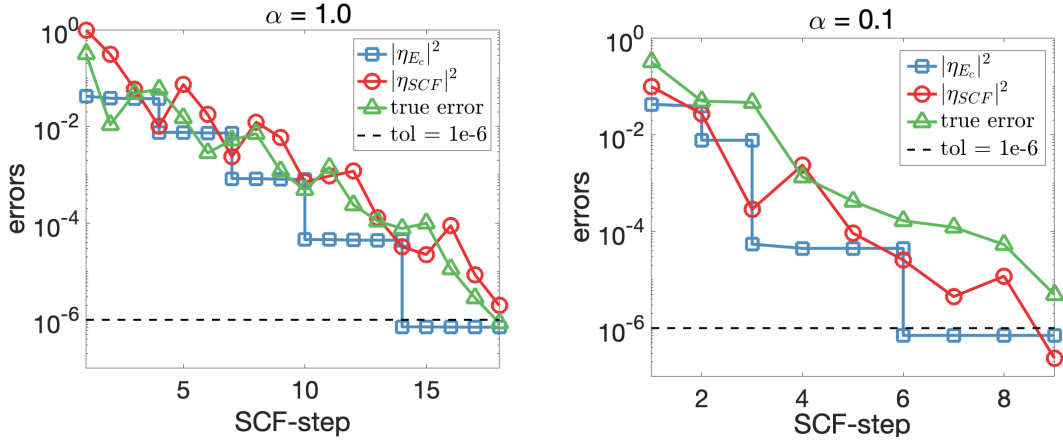 α = 1.0
10^0
10^-2
10^-4
10^-6
errors
|η_{E_c}|^2
|η_{SCF}|^2
true error
tol = 1e-6
5
10
15
SCF-step
α = 0.1
10^0
10^-2
10^-4
10^-6
errors
|η_{E_c}|^2
|η_{SCF}|^2
true error
tol = 1e-6
2
4
6
8
SCF-step